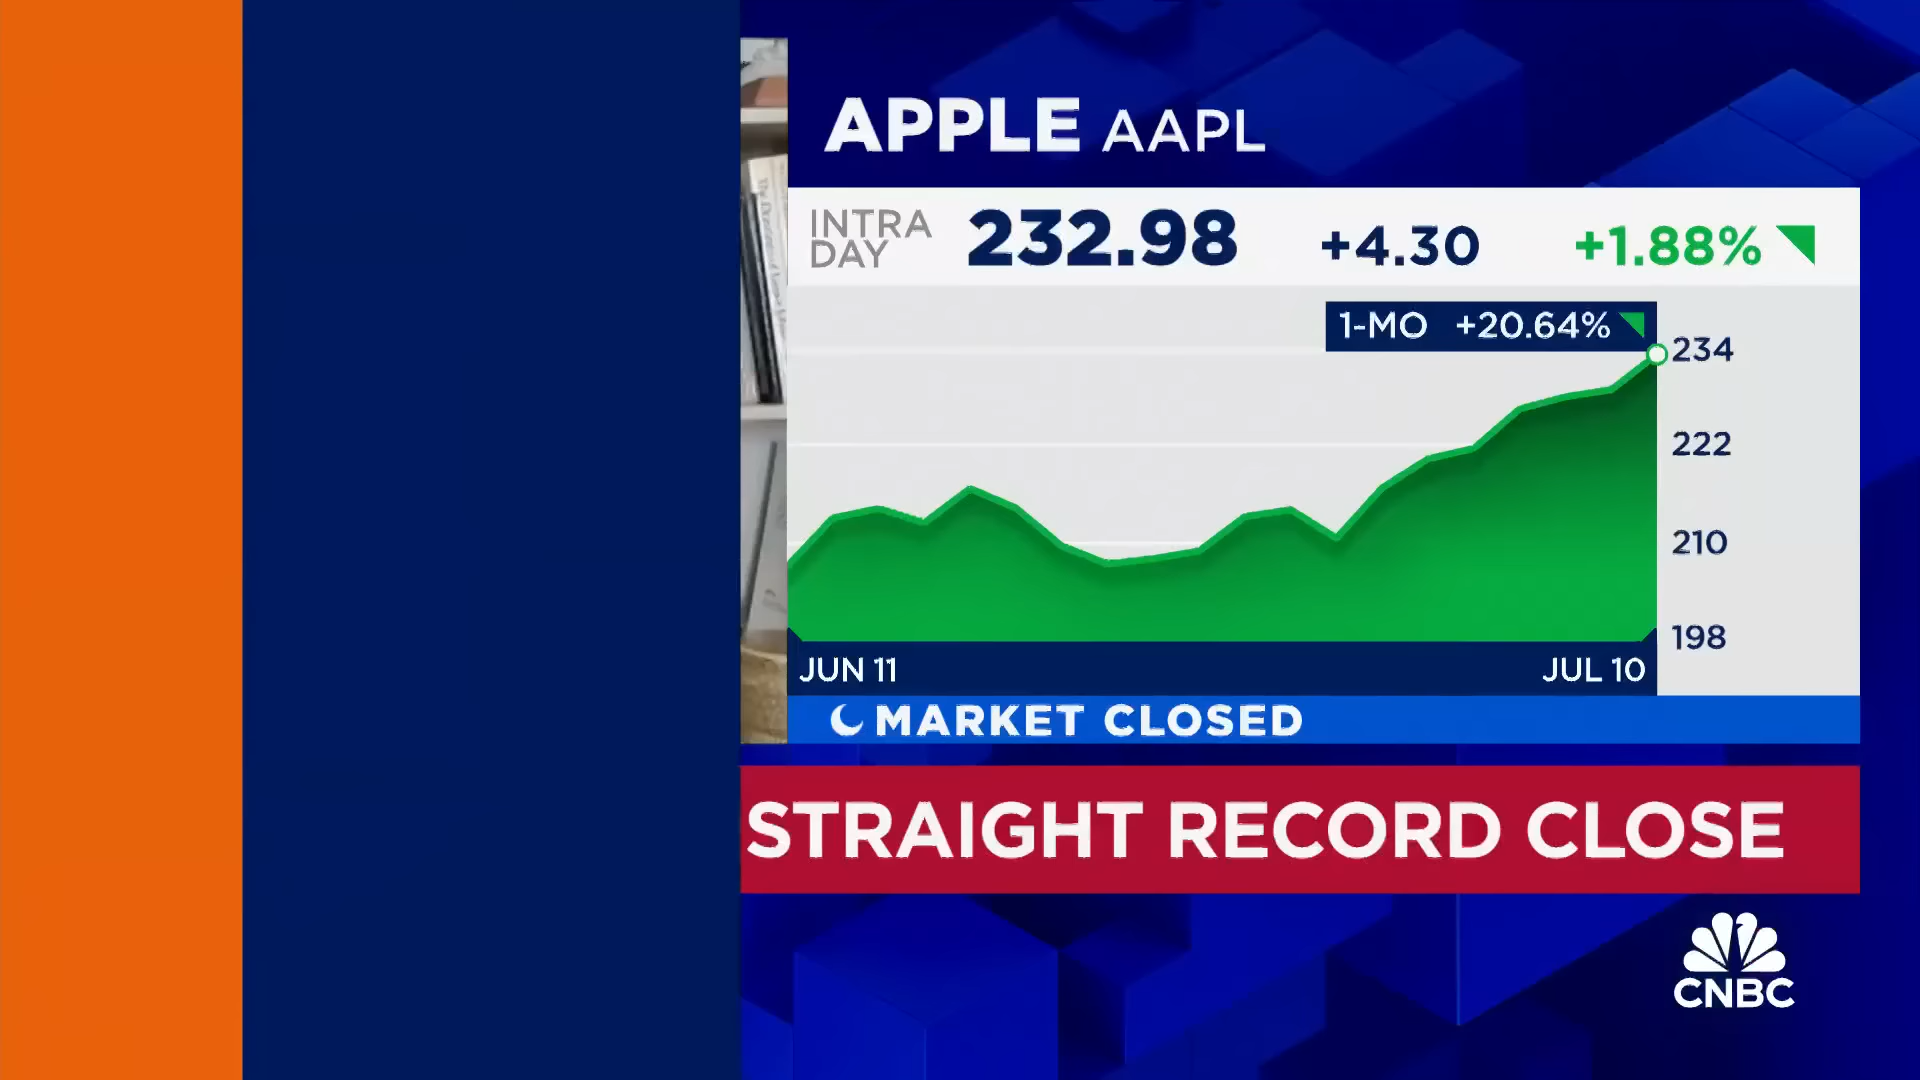 APPLE AAPL
INTRA
DAY
232.98 +4.30 +1.88%
1-MO +20.64%
234
222
210
198
JUN 11 JUL 10
MARKET CLOSED
STRAIGHT RECORD CLOSE
CNBC